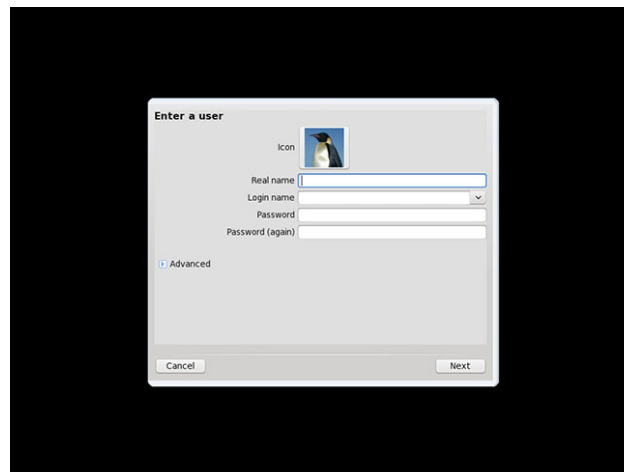 Enter a user
Icon
Real name
Login name
Password
Password (again)
Advanced
Cancel Next